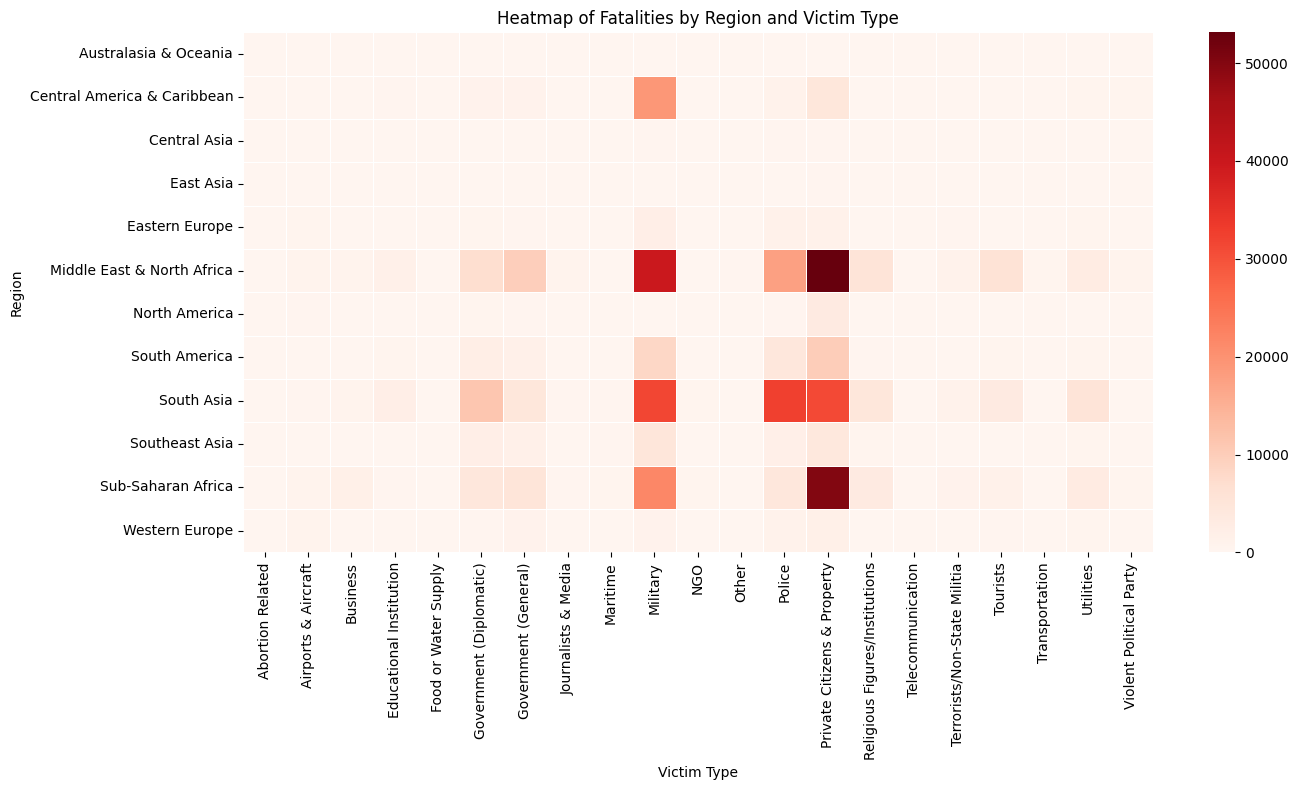 Heatmap of Fatalities by Region and Victim Type
Region
Australasia & Oceania
Central America & Caribbean
Central Asia
East Asia
Eastern Europe
Middle East & North Africa
North America
South America
South Asia
Southeast Asia
Sub-Saharan Africa
Western Europe
Abortion Related
Airports & Aircraft
Business
Educational Institution
Food or Water Supply
Government (Diplomatic)
Government (General)
Journalists & Media
Maritime
Military
NGO
Other
Police
Private Citizens & Property
Religious Figures/Institutions
Telecommunication
Terrorists/Non-State Militia
Tourists
Transportation
Utilities
Violent Political Party
Victim Type
50000
40000
30000
20000
10000
0